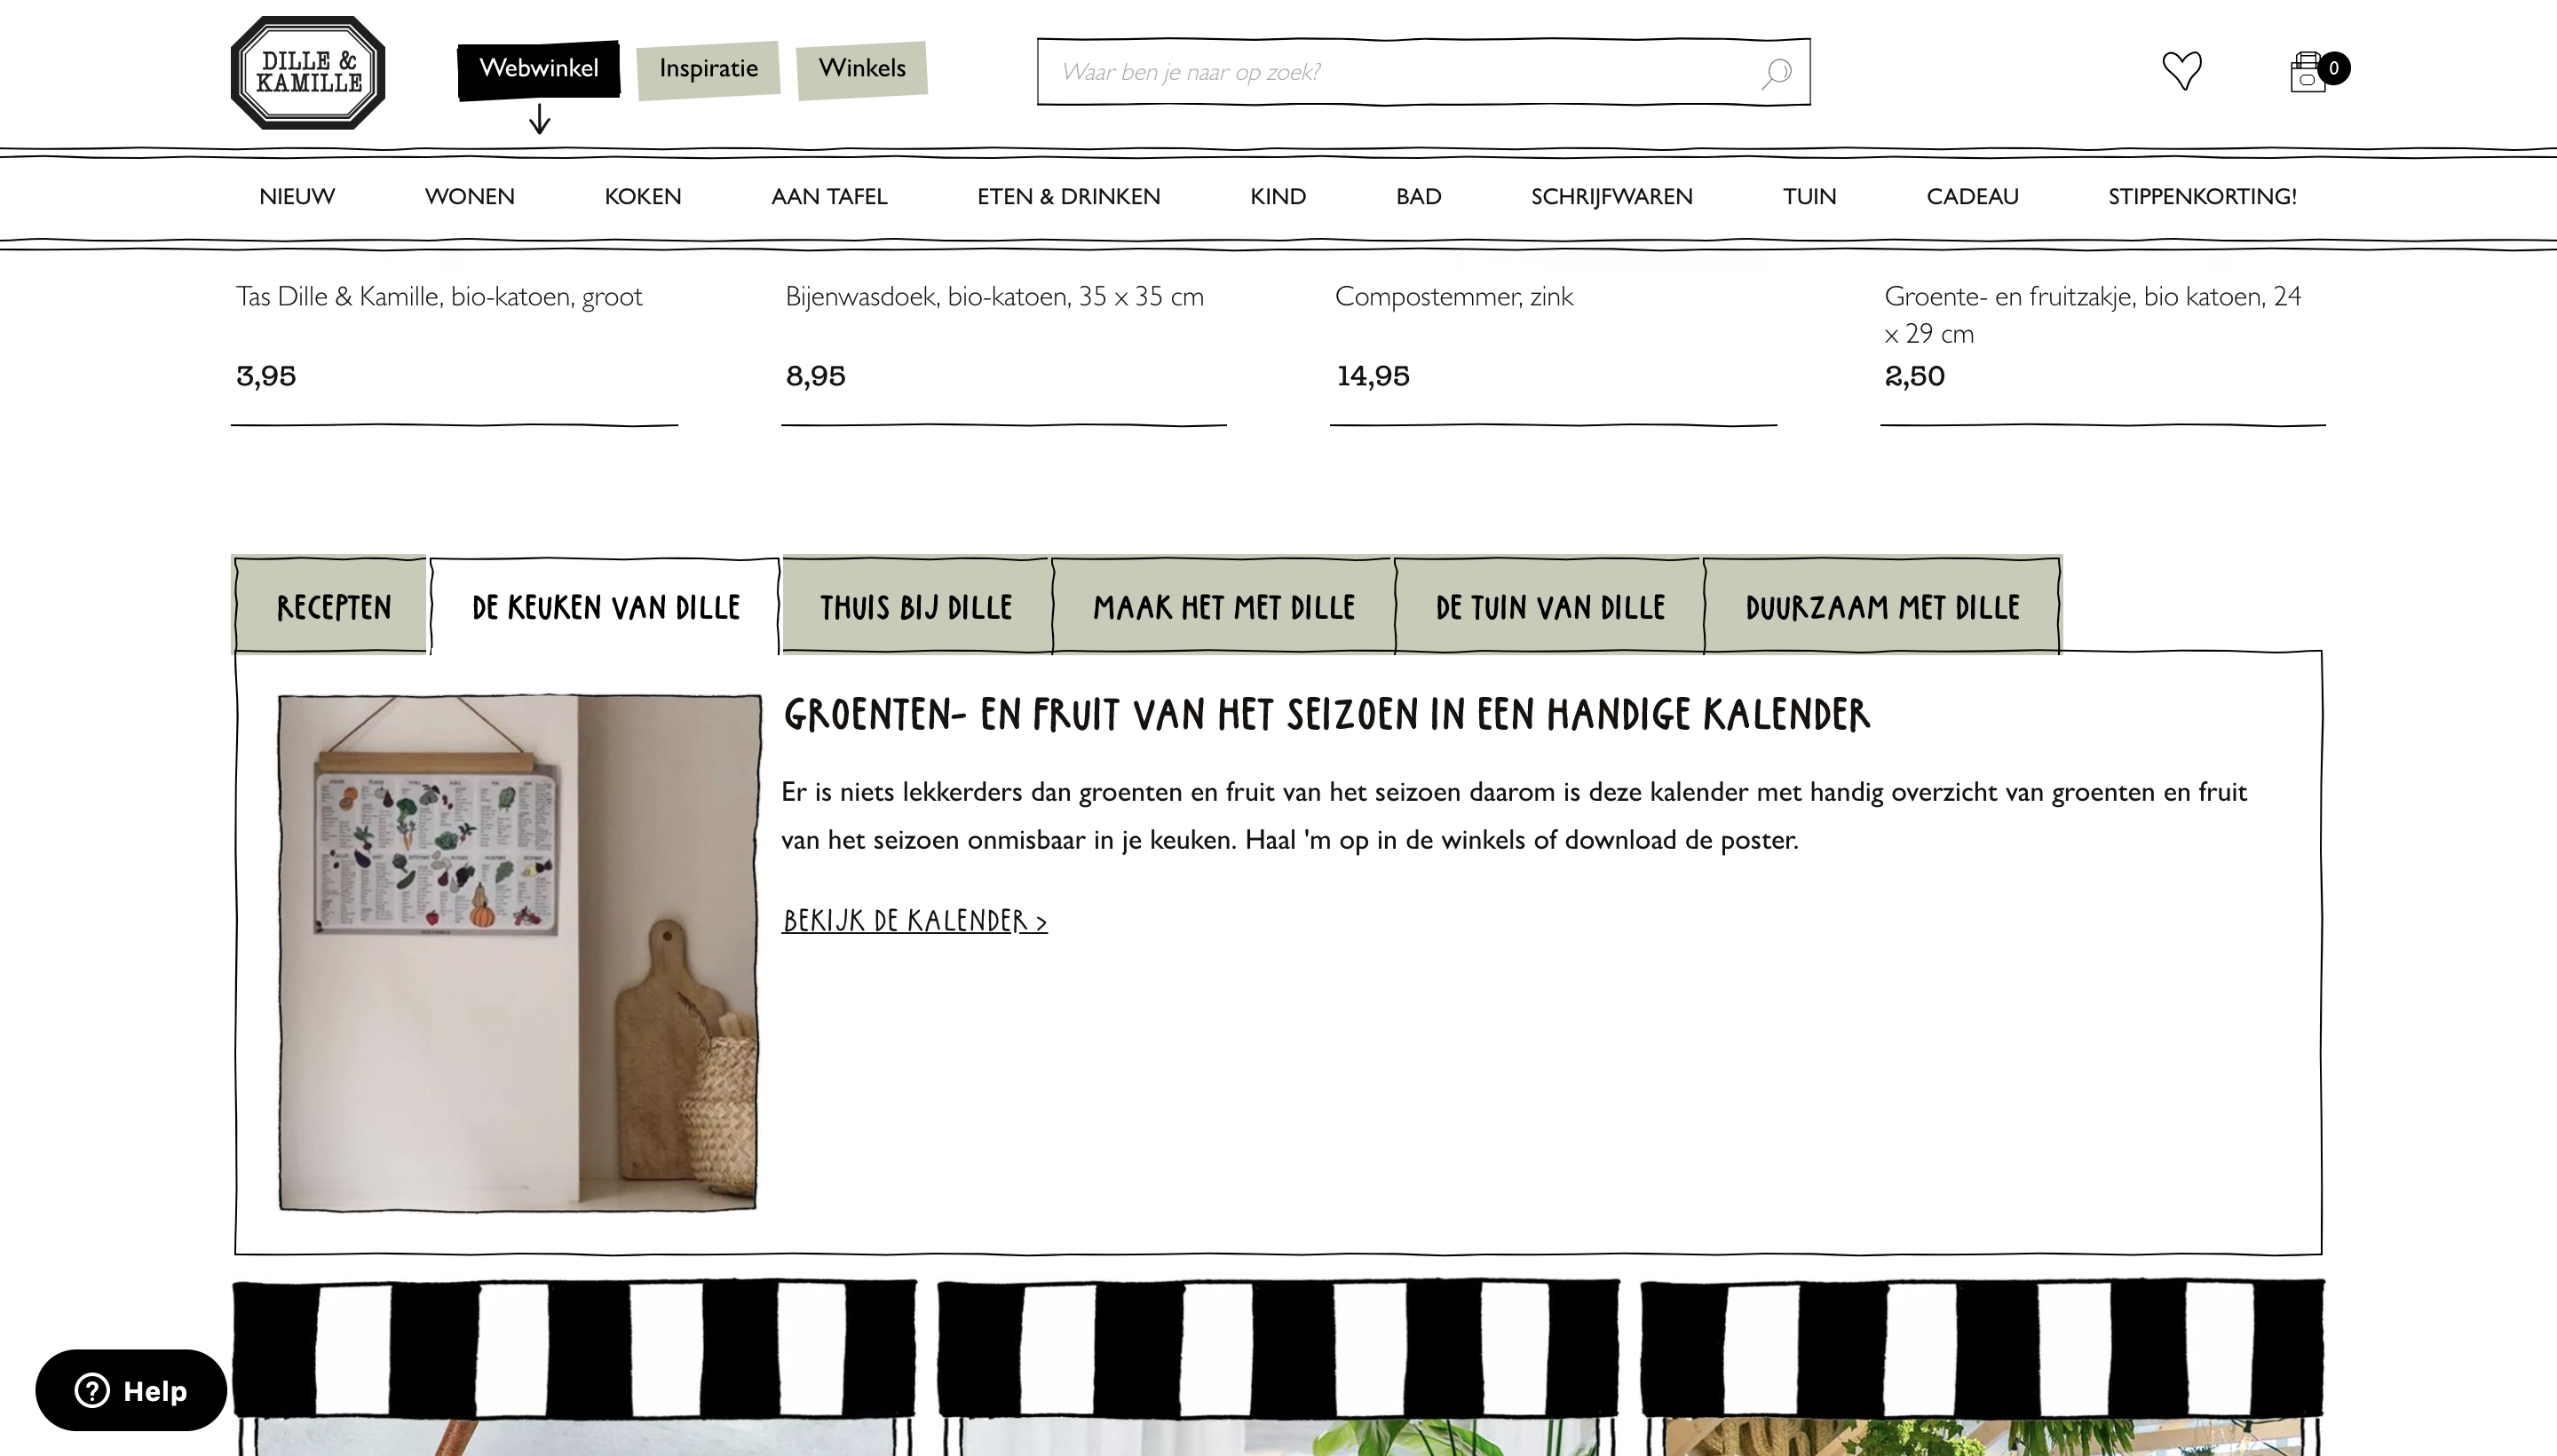 DILLE &
KAMILLE
Webwinkel
Inspiratie
Winkels
Waar ben je naar op zoek?
0
NIEUW
WONEN
KOKEN
AAN TAFEL
ETEN & DRINKEN
KIND
BAD
SCHRIJFWAREN
TUIN
CADEAU
STIPPENKORTING!
Tas Dille & Kamille, bio-katoen, groot
3,95
Bijenwasdoek, bio-katoen, 35 x 35 cm
8,95
Compostemmer, zink
14,95
Groente- en fruitzakje, bio katoen, 24
x 29 cm
2,50
RECEPTEN
DE KEUKEN VAN DILLE
THUIS BIJ DILLE
MAAK HET MET DILLE
DE TUIN VAN DILLE
DUURZAAM MET DILLE
GROENTEN- EN FRUIT VAN HET SEIZOEN IN EEN HANDIGE KALENDER
Er is niets lekkerders dan groenten en fruit van het seizoen daarom is deze kalender met handig overzicht van groenten en fruit
van het seizoen onmisbaar in je keuken. Haal 'm op in de winkels of download de poster.
BEKIJK DE KALENDER >
Help